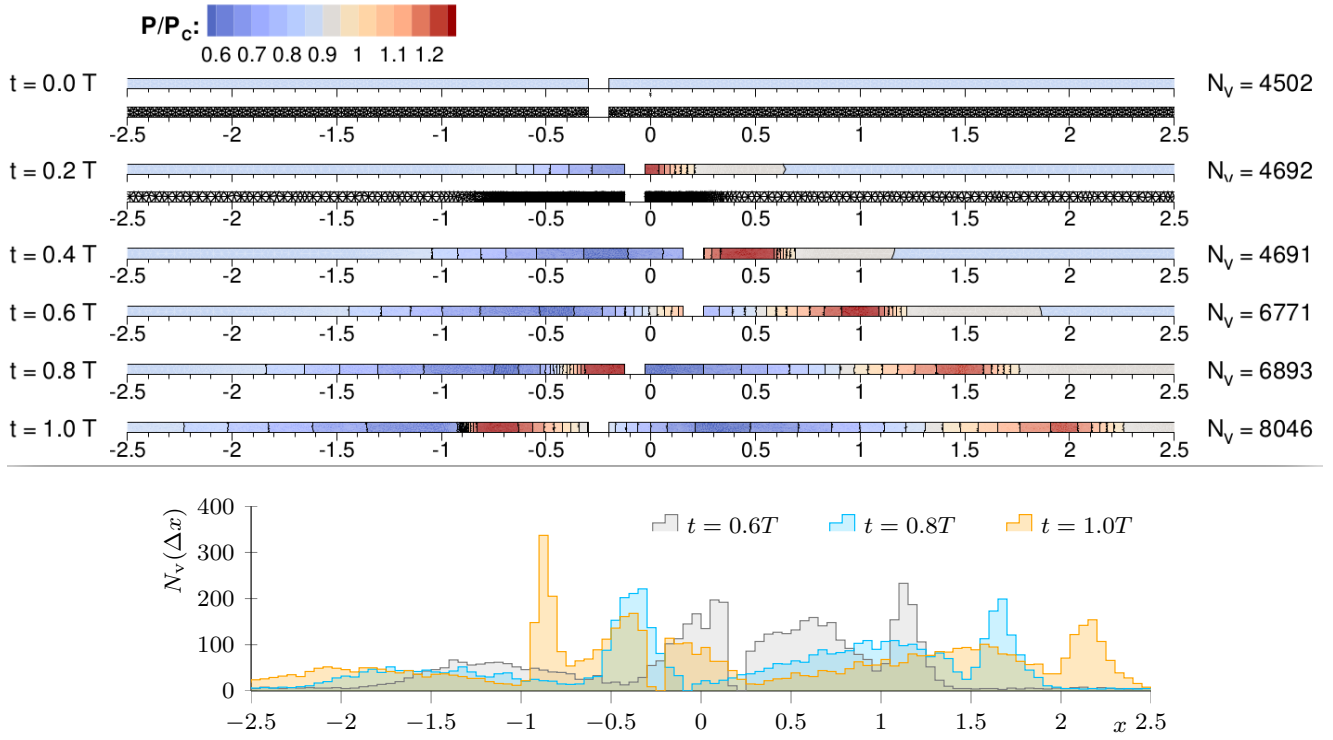 P/P_c:
0.6 0.7 0.8 0.9 1 1.1 1.2
t = 0.0 T N_v = 4502
-2.5 -2 -1.5 -1 -0.5 0 0.5 1 1.5 2 2.5
t = 0.2 T N_v = 4692
-2.5 -2 -1.5 -1 -0.5 0 0.5 1 1.5 2 2.5
t = 0.4 T N_v = 4691
-2.5 -2 -1.5 -1 -0.5 0 0.5 1 1.5 2 2.5
t = 0.6 T N_v = 6771
-2.5 -2 -1.5 -1 -0.5 0 0.5 1 1.5 2 2.5
t = 0.8 T N_v = 6893
-2.5 -2 -1.5 -1 -0.5 0 0.5 1 1.5 2 2.5
t = 1.0 T N_v = 8046
-2.5 -2 -1.5 -1 -0.5 0 0.5 1 1.5 2 2.5
N_v(Δx)
400
300
200
100
0
t = 0.6T t = 0.8T t = 1.0T
−2.5 −2 −1.5 −1 −0.5 0 0.5 1 1.5 2 x 2.5